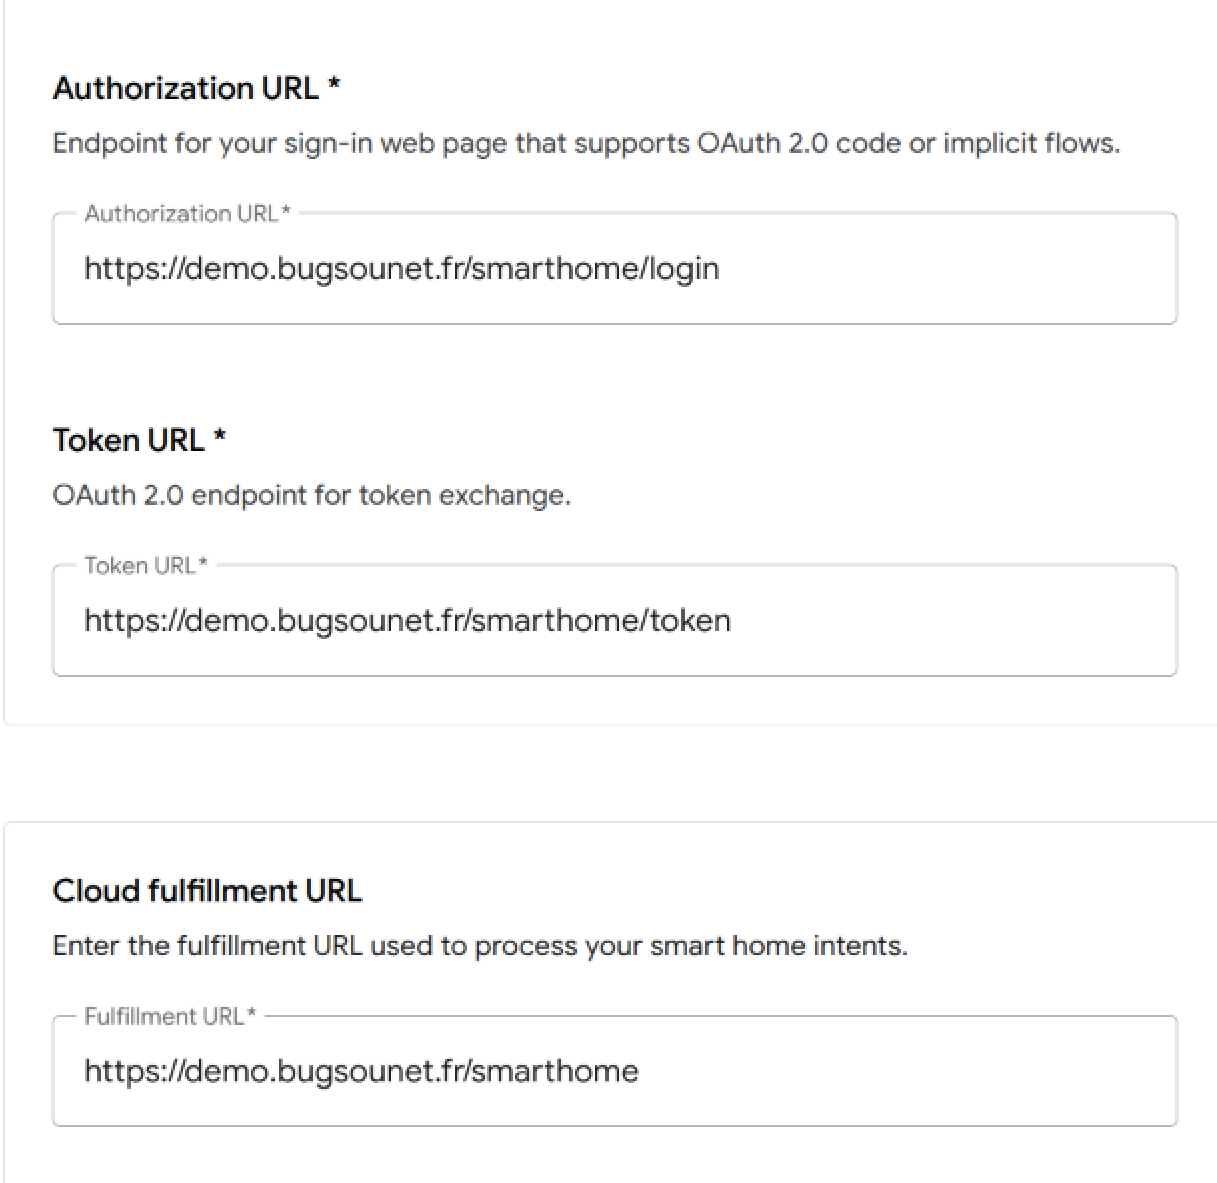 Authorization URL *
Endpoint for your sign-in web page that supports OAuth 2.0 code or implicit flows.
Authorization URL*
https://demo.bugsounet.fr/smarthome/login
Token URL *
OAuth 2.0 endpoint for token exchange.
Token URL*
https://demo.bugsounet.fr/smarthome/token
Cloud fulfillment URL
Enter the fulfillment URL used to process your smart home intents.
Fulfillment URL*
https://demo.bugsounet.fr/smarthome